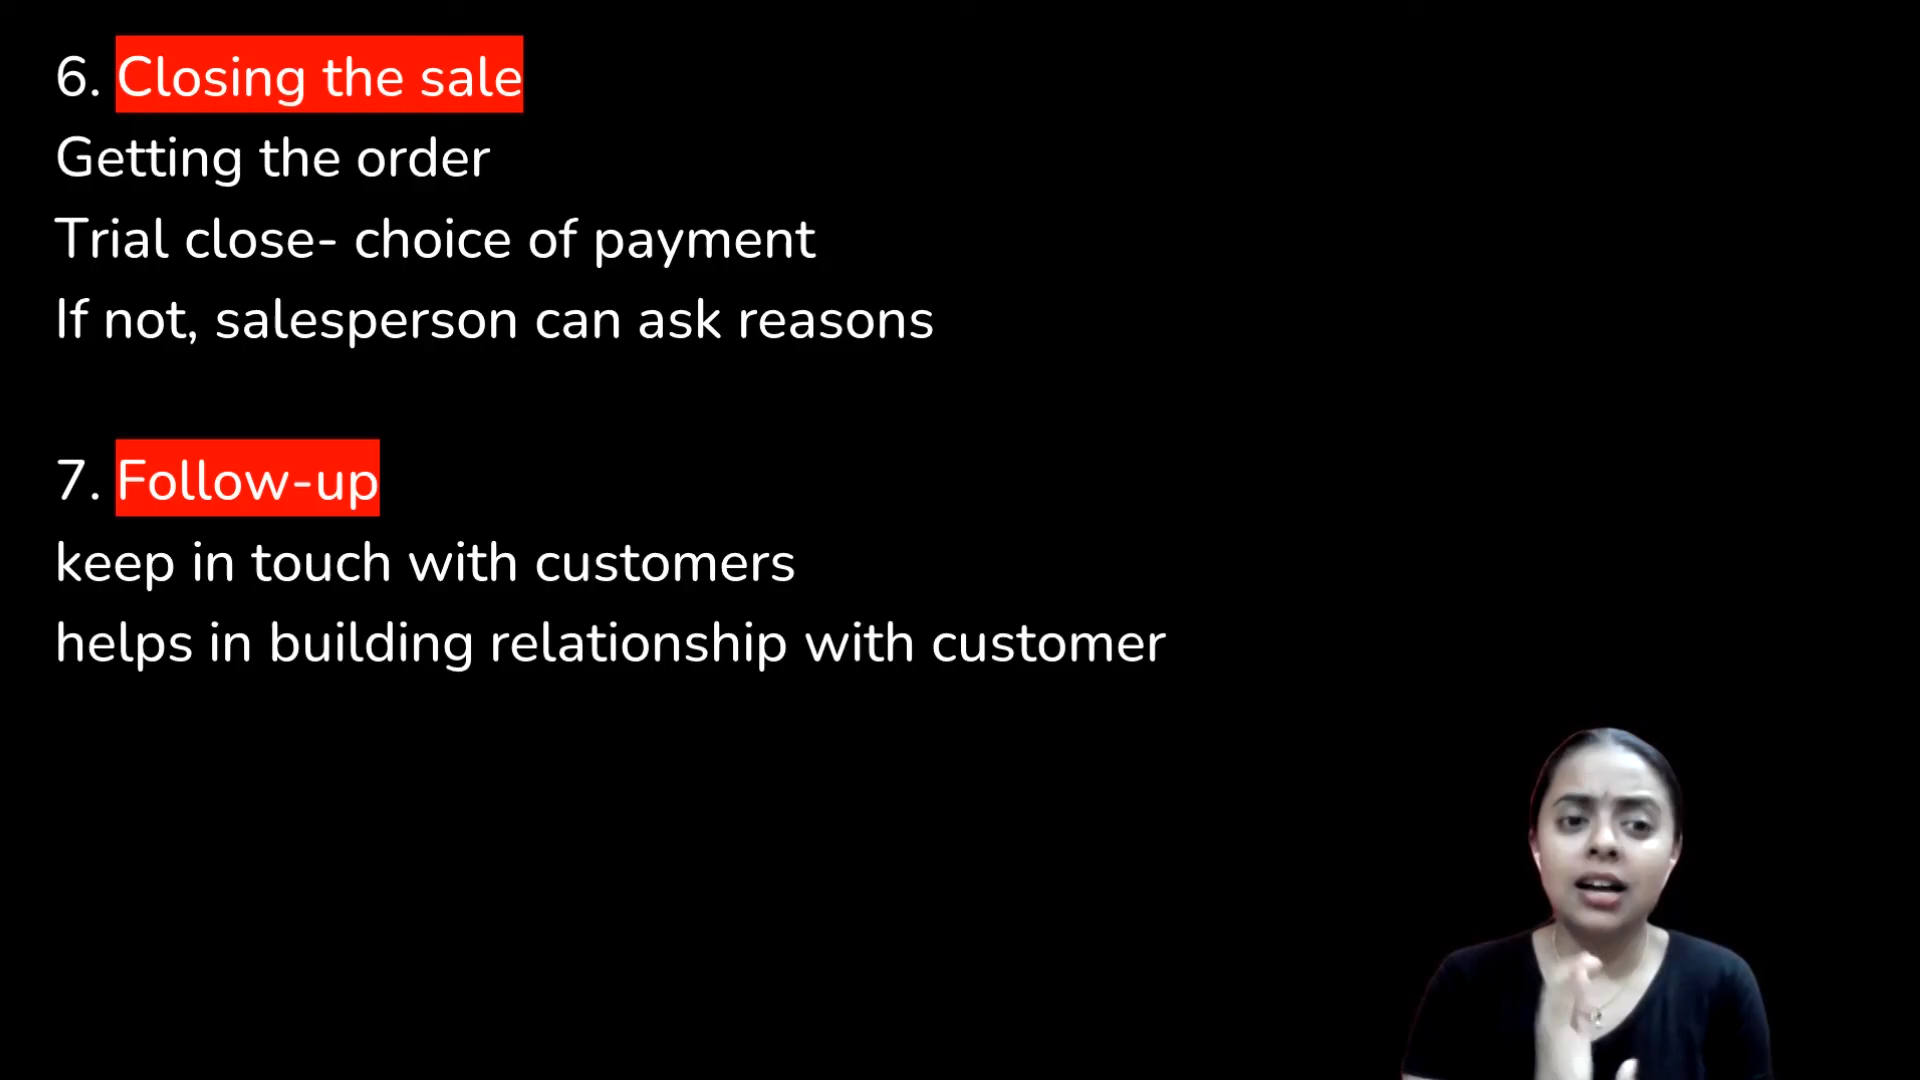 6. Closing the sale
Getting the order
Trial close- choice of payment
If not, salesperson can ask reasons
7. Follow-up
keep in touch with customers
helps in building relationship with customer